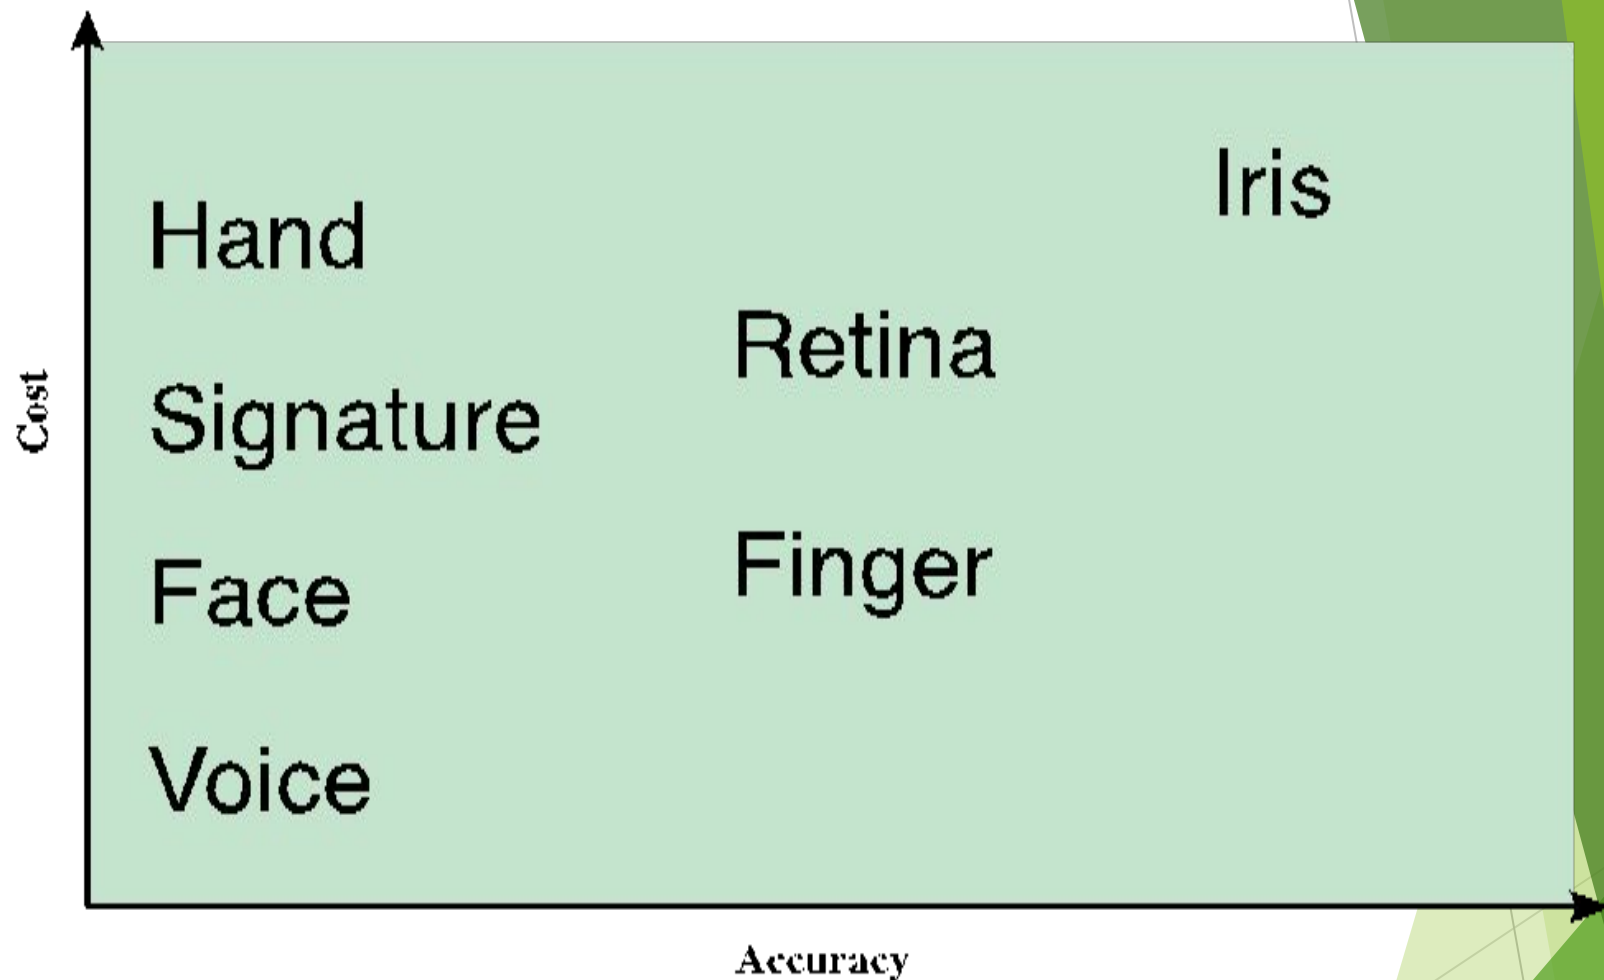 Iris
Hand
Retina
Signature
Cost
Finger
Face
Voice
Accuracy